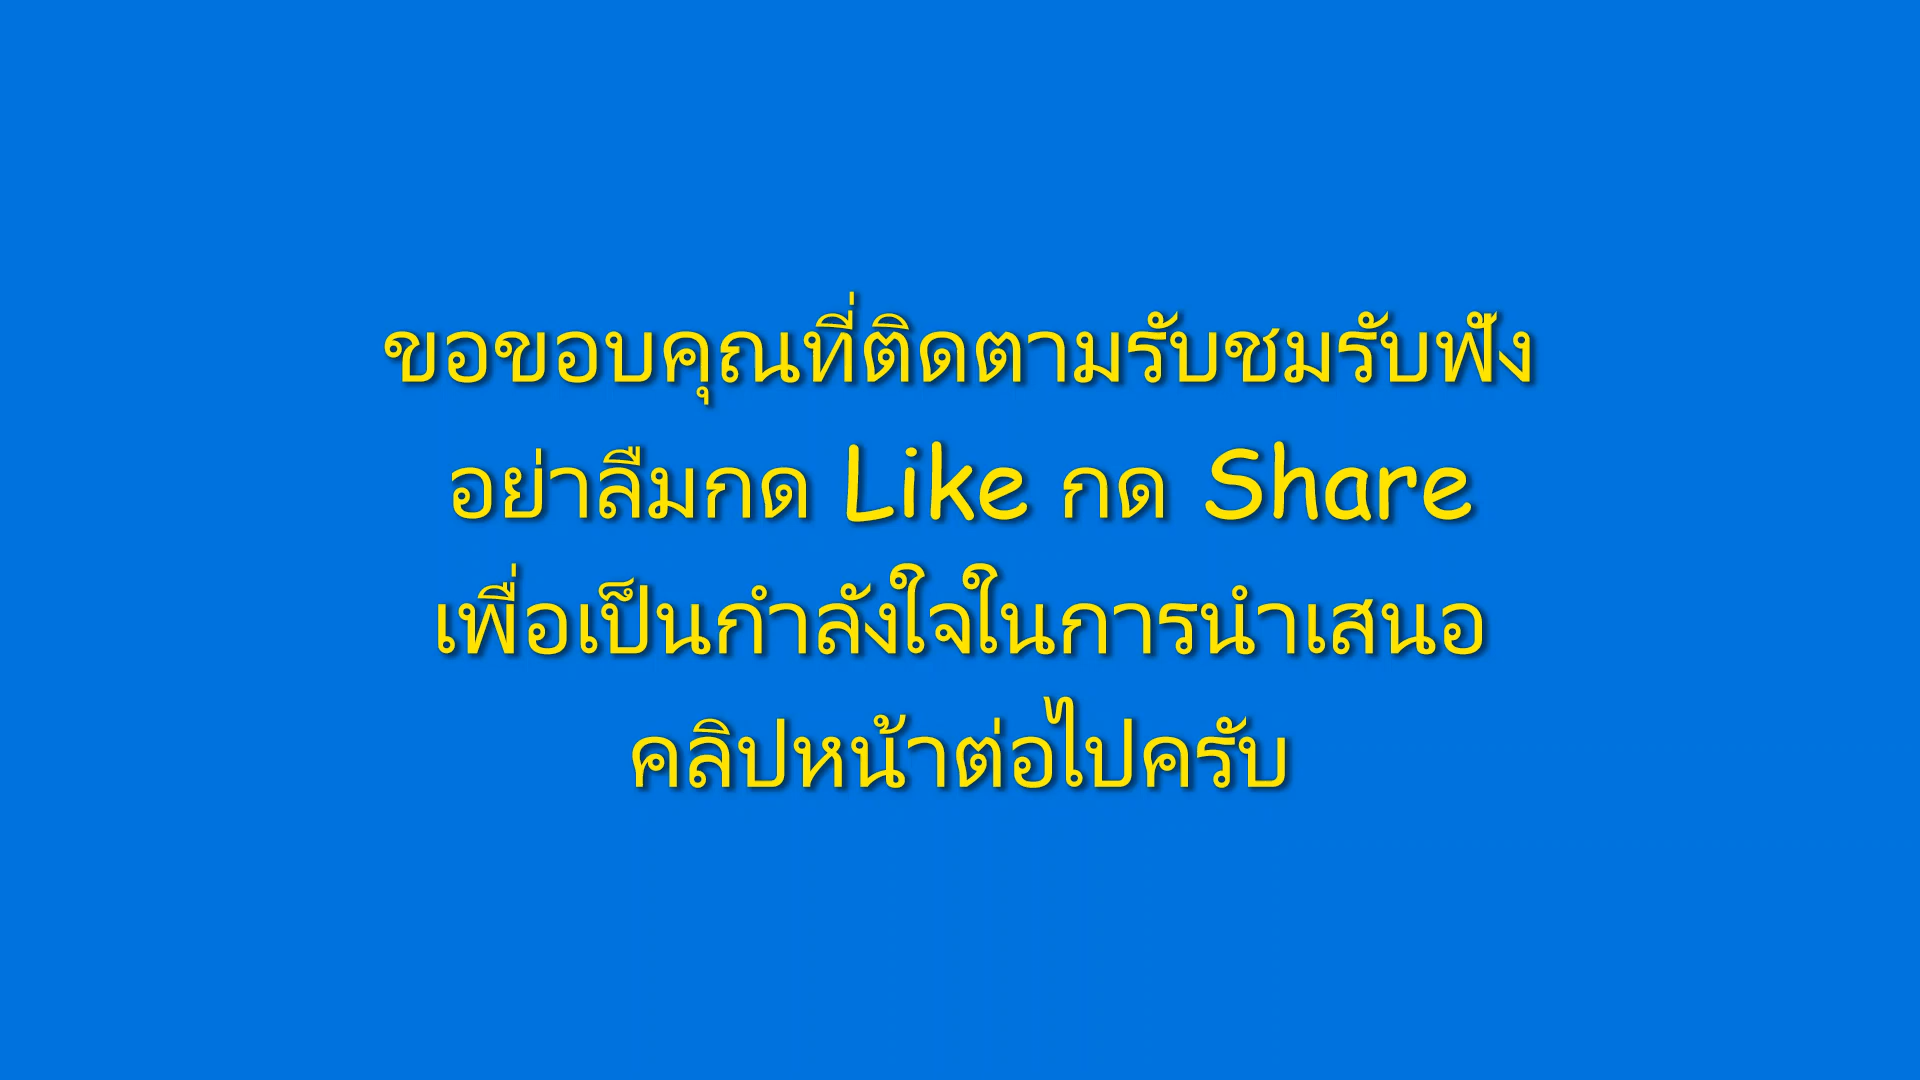 ขอขอบคุณที่ติดตามรับชมรับฟัง
อย่าลืมกด Like กด Share
เพื่อเป็นกำลังใจในการนำเสนอ
คลิปหน้าต่อไปครับ